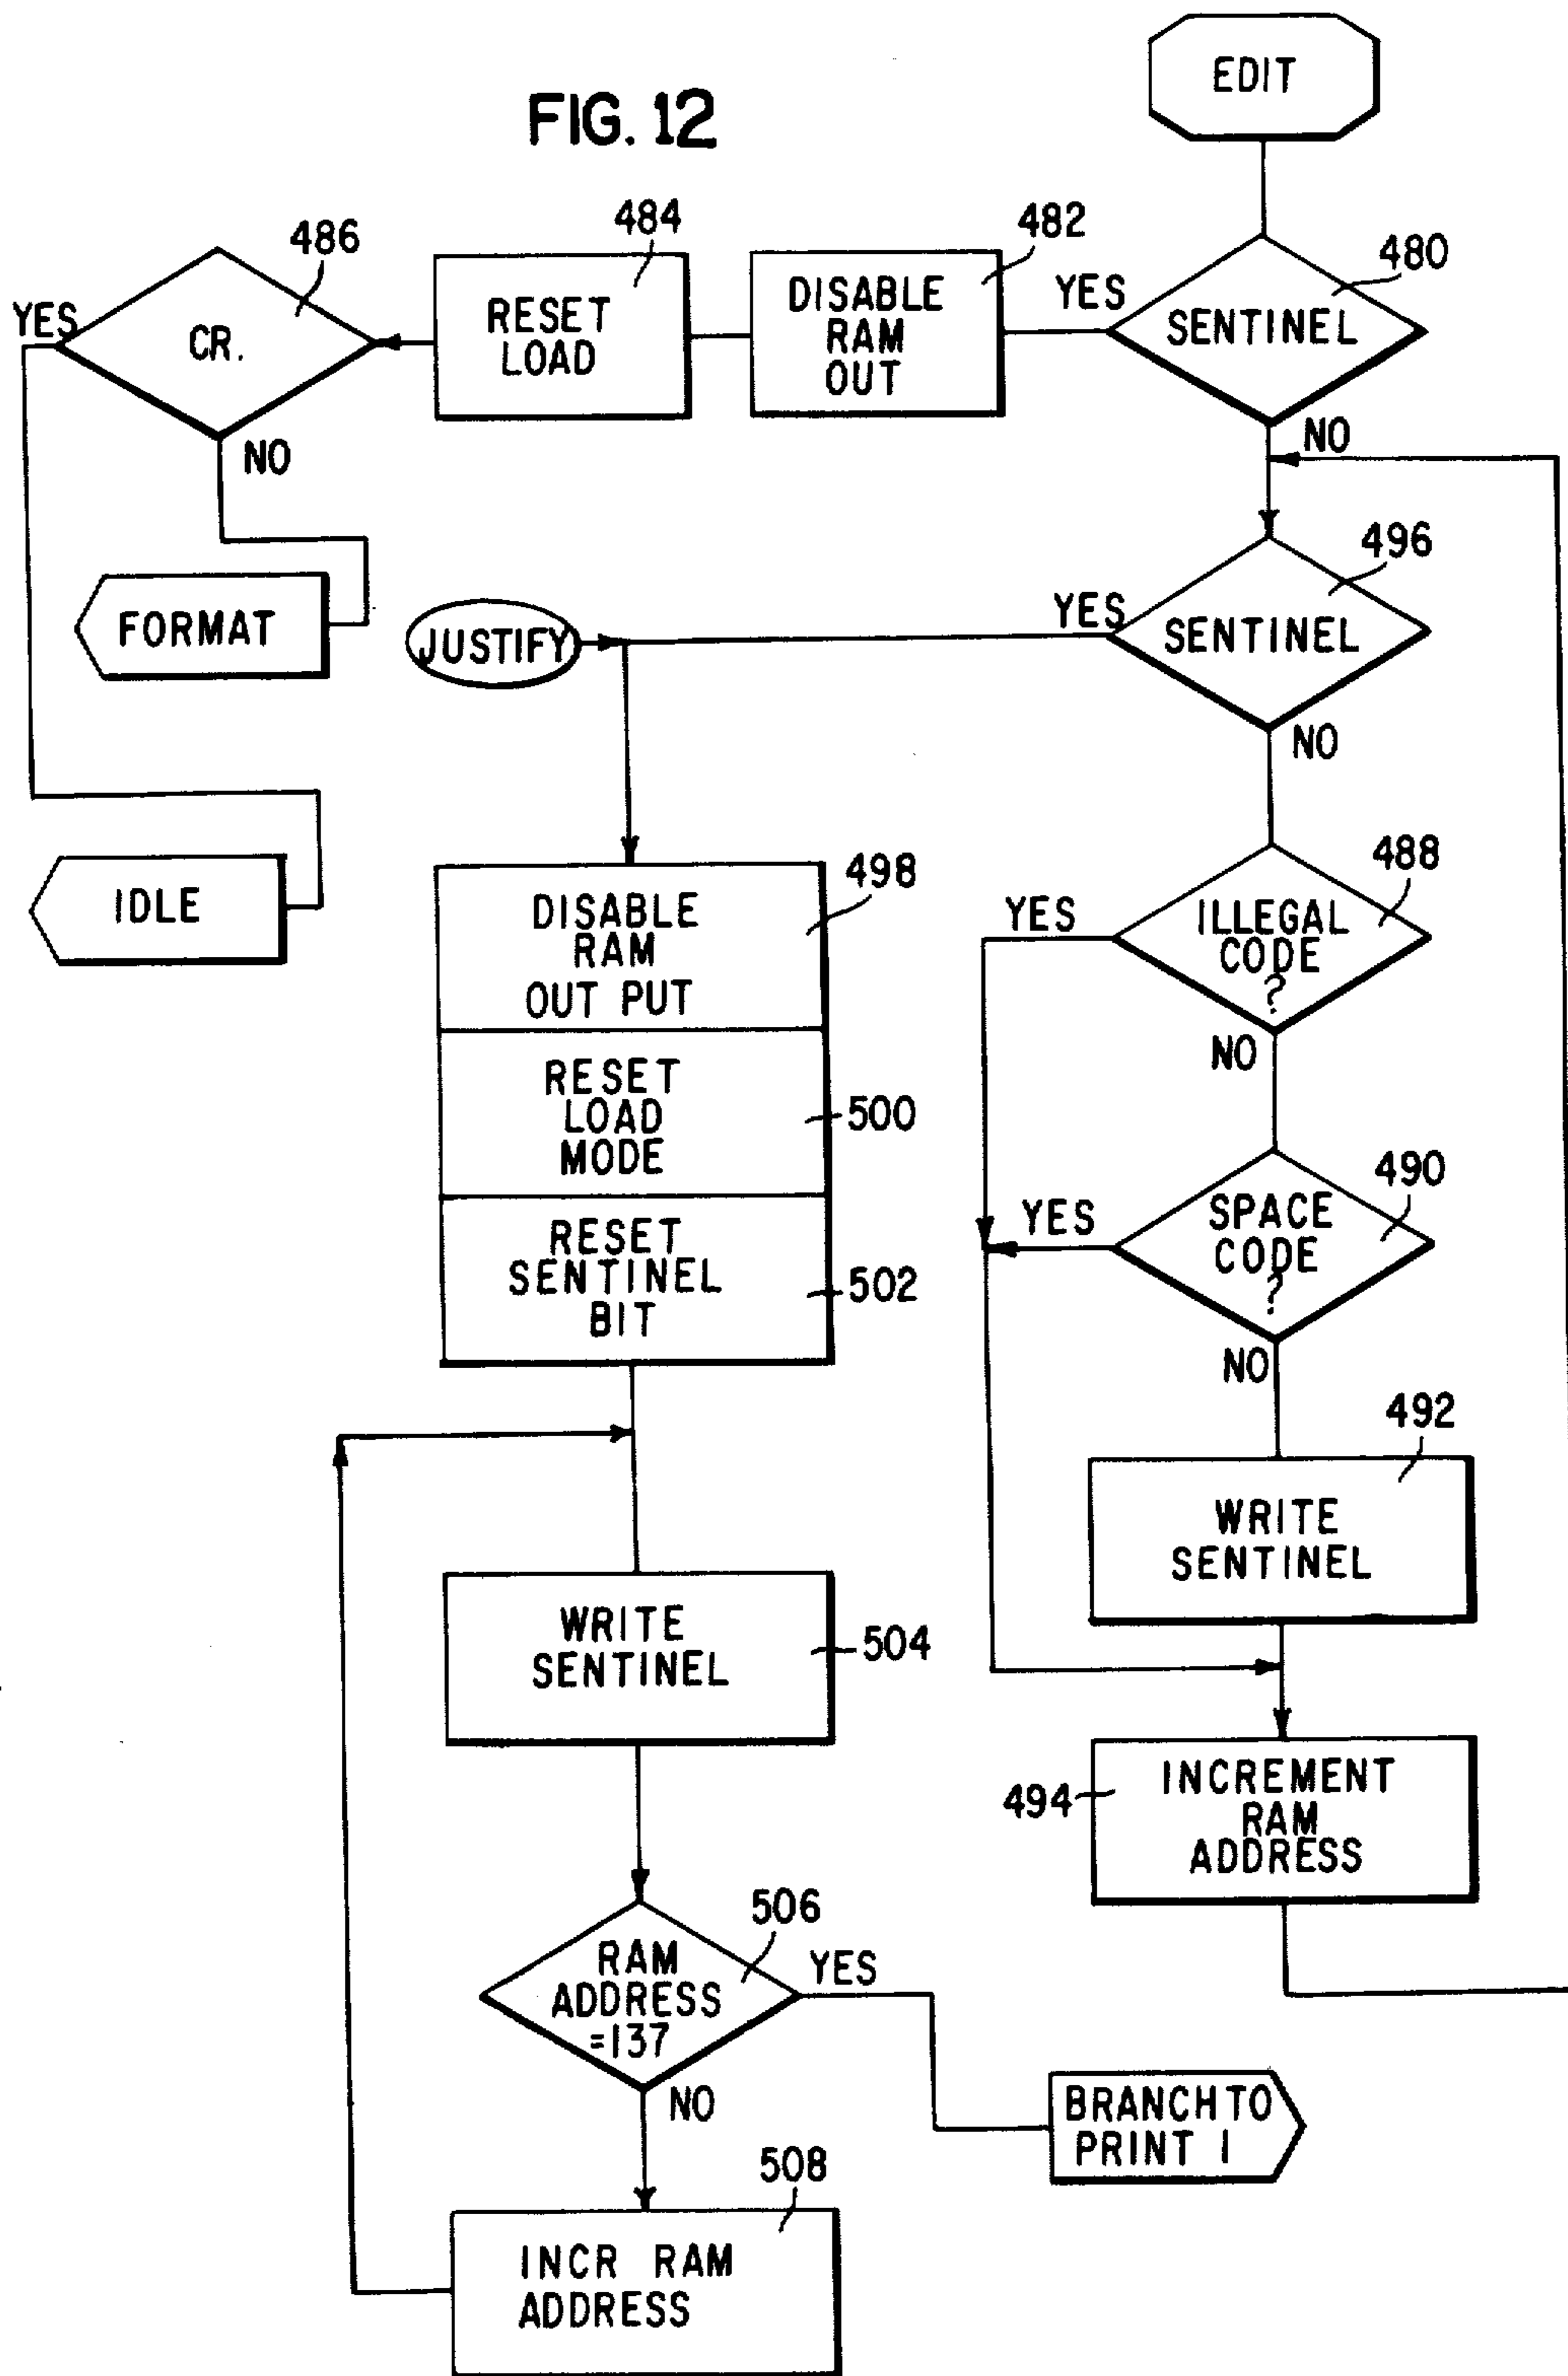 FIG. 12
EDIT
480
SENTINEL
YES
NO
482
DISABLE
RAM
OUT
484
RESET
LOAD
486
CR.
YES
NO
FORMAT
IDLE
496
SENTINEL
YES
NO
JUSTIFY
488
ILLEGAL
CODE
?
YES
NO
490
SPACE
CODE
?
YES
NO
492
WRITE
SENTINEL
494
INCREMENT
RAM
ADDRESS
498
DISABLE
RAM
OUT PUT
RESET
LOAD
MODE
500
RESET
SENTINEL
BIT
502
WRITE
SENTINEL
504
506
RAM
ADDRESS
=137
YES
NO
BRANCH TO
PRINT 1
508
INCR RAM
ADDRESS